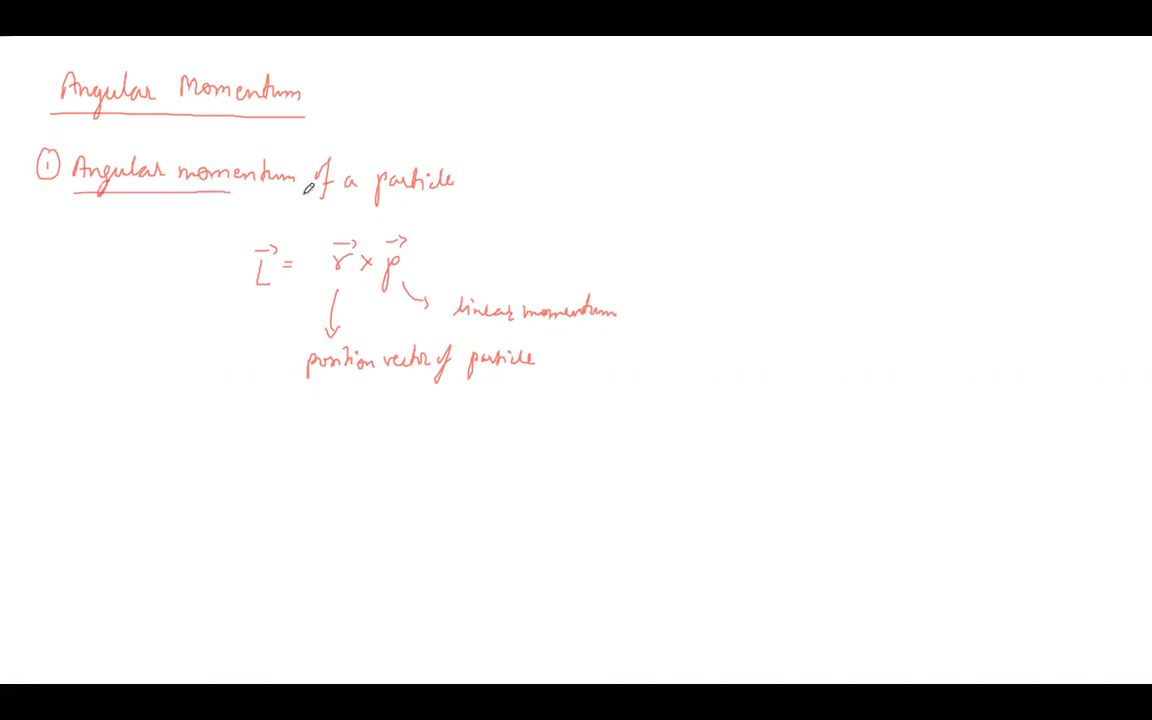 Angular Momentum
① Angular momentum of a particle
L⃗ = r⃗ × p⃗
linear momentum
position vector of particle